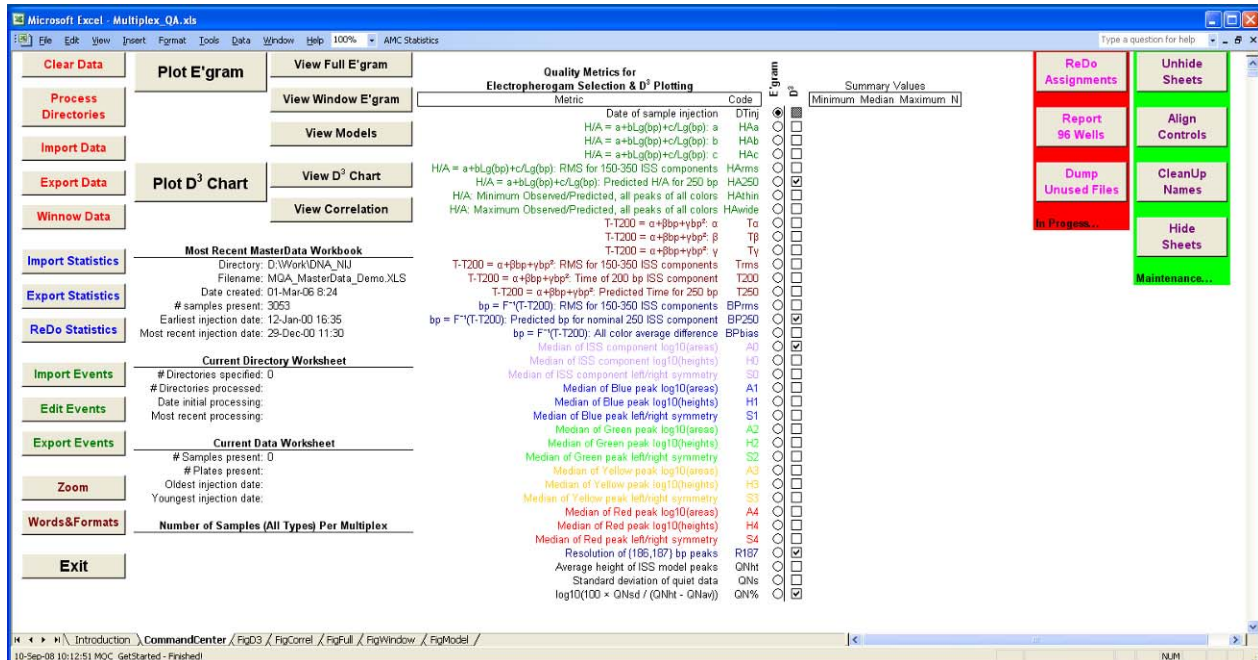 Microsoft Excel - Multiplex_QA.xls
File Edit View Insert Format Tools Data Window Help 100% AMC Statistics
Type a question for help
Clear Data
Process Directories
Import Data
Export Data
Winnow Data
Import Statistics
Export Statistics
ReDo Statistics
Import Events
Edit Events
Export Events
Zoom
Words&Formats
Exit
Plot E'gram
Plot D³ Chart
View Full E'gram
View Window E'gram
View Models
View D³ Chart
View Correlation
Most Recent MasterData Workbook
Directory: D:\Work\DNA_NIJ
Filename: MQA_MasterData_Demo.XLS
Date created: 01-Mar-06 8:24
# samples present: 3053
Earliest injection date: 12-Jan-00 16:35
Most recent injection date: 29-Dec-00 11:30
Current Directory Worksheet
# Directories specified: 0
# Directories processed:
Date initial processing:
Most recent processing:
Current Data Worksheet
# Samples present: 0
# Plates present:
Oldest injection date:
Youngest injection date:
Number of Samples (All Types) Per Multiplex
Quality Metrics for
Electropherogam Selection & D³ Plotting
Metric Code E'gram D³
Date of sample injection DTinj
H/A = a+bLg(bp)+c/Lg(bp): a HAa
H/A = a+bLg(bp)+c/Lg(bp): b HAb
H/A = a+bLg(bp)+c/Lg(bp): c HAc
H/A = a+bLg(bp)+c/Lg(bp): RMS for 150-350 ISS components HArms
H/A = a+bLg(bp)+c/Lg(bp): Predicted H/A for 250 bp HA250
H/A: Minimum Observed/Predicted, all peaks of all colors HAthin
H/A: Maximum Observed/Predicted, all peaks of all colors HAwide
T-T200 = α+βbp+γbp²: α Tα
T-T200 = α+βbp+γbp²: β Tβ
T-T200 = α+βbp+γbp²: γ Tγ
T-T200 = α+βbp+γbp²: RMS for 150-350 ISS components Trms
T-T200 = α+βbp+γbp²: Time of 200 bp ISS component T200
T-T200 = α+βbp+γbp²: Predicted Time for 250 bp T250
bp = F⁻¹(T-T200): RMS for 150-350 ISS components BPrms
bp = F⁻¹(T-T200): Predicted bp for nominal 250 ISS component BP250
bp = F⁻¹(T-T200): All color average difference BPbias
Median of ISS component log10(areas) A0
Median of ISS component log10(heights) H0
Median of ISS component left/right symmetry S0
Median of Blue peak log10(areas) A1
Median of Blue peak log10(heights) H1
Median of Blue peak left/right symmetry S1
Median of Green peak log10(areas) A2
Median of Green peak log10(heights) H2
Median of Green peak left/right symmetry S2
Median of Yellow peak log10(areas) A3
Median of Yellow peak log10(heights) H3
Median of Yellow peak left/right symmetry S3
Median of Red peak log10(areas) A4
Median of Red peak log10(heights) H4
Median of Red peak left/right symmetry S4
Resolution of {186,187} bp peaks R187
Average height of ISS model peaks QNht
Standard deviation of quiet data QNs
log10(100 × QNsd / (QNht - QNav)) QN%
Summary Values
Minimum Median Maximum N
ReDo Assignments
Report 96 Wells
Dump Unused Files
In Progess...
Unhide Sheets
Align Controls
CleanUp Names
Hide Sheets
Maintenance...
Introduction CommandCenter FigD3 FigCorrel FigFull FigWindow FigModel
10-Sep-08 10:12:51 MOC GetStarted - Finished!
NUM